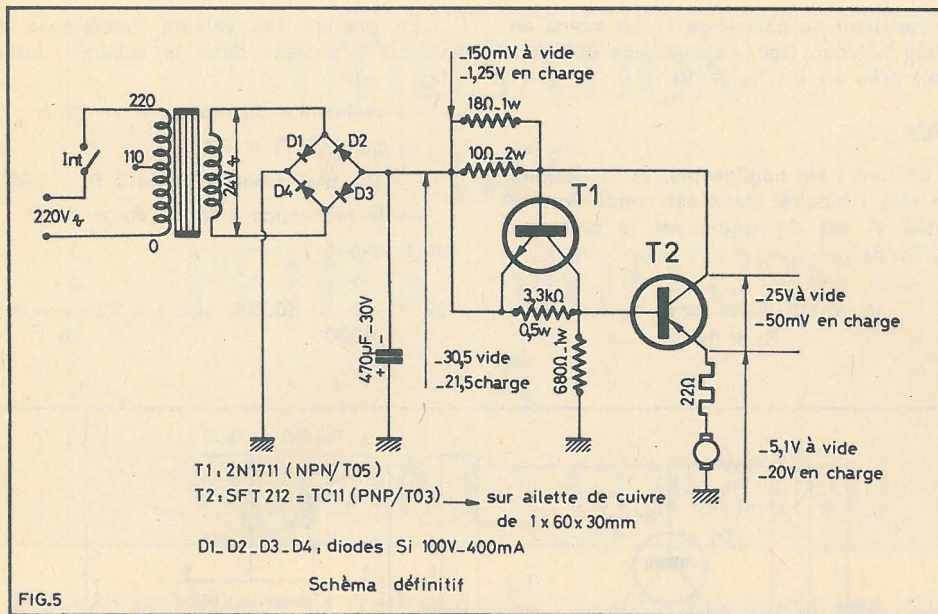 _150mV à vide
_1,25V en charge
220
18Ω_1w
Int
110
D1
D2
10Ω_2w
D4
D3
24V
T1
220V
0
T2
3,3kΩ
0,5w
_25V à vide
_50mV en charge
470µF_30V
_30,5 vide
_21,5 charge
680Ω_1w
22Ω
_5,1V à vide
_20V en charge
T1: 2N1711 (NPN/T05)
T2: SFT 212 = TC11 (PNP/T03) sur ailette de cuivre
de 1 x 60 x 30mm
D1_D2_D3_D4: diodes Si 100V_400mA
Schèma définitif
FIG.5